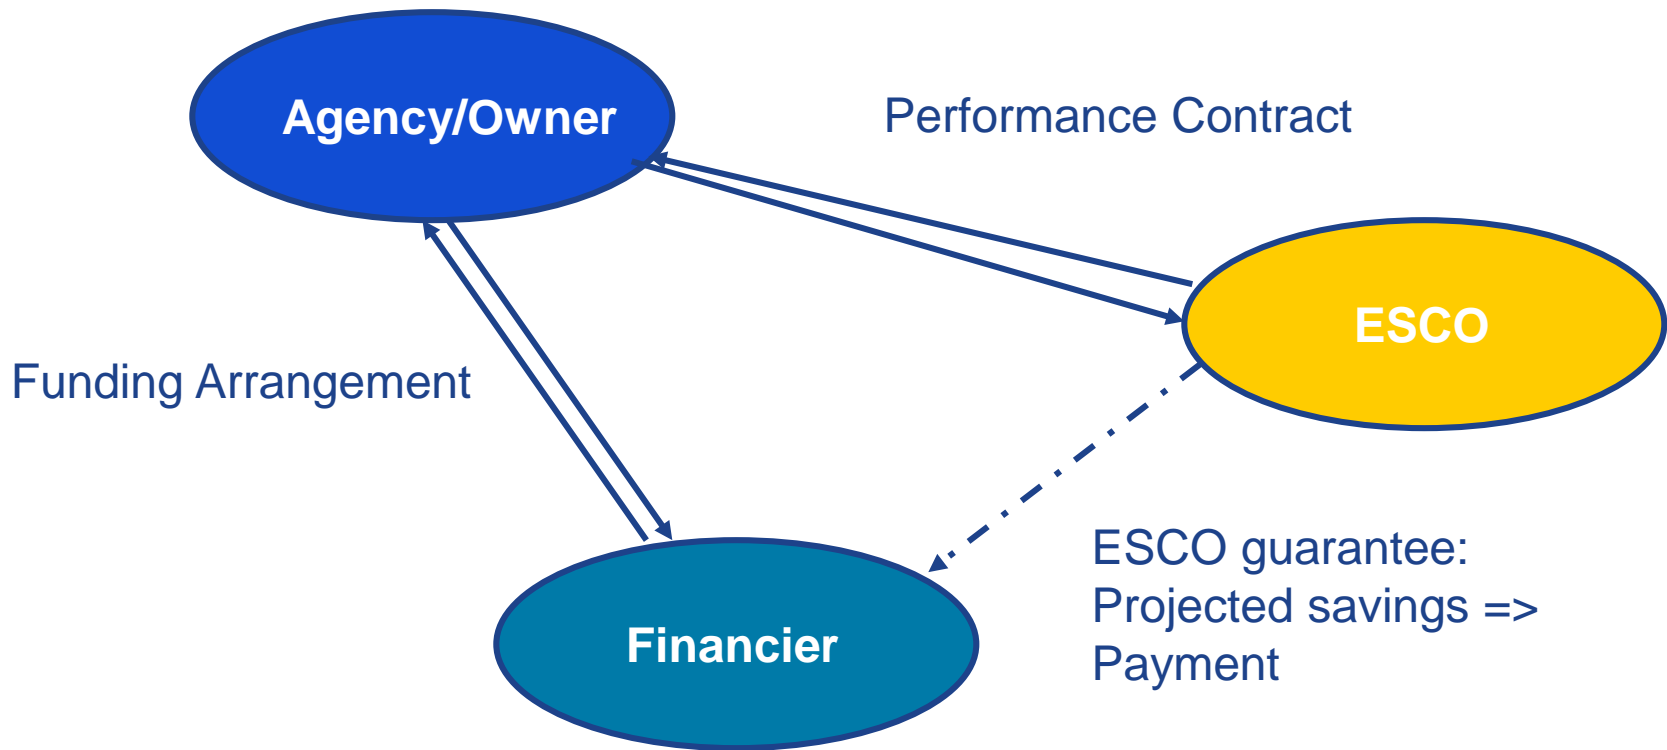 Agency/Owner
Performance Contract
ESCO
Funding Arrangement
ESCO guarantee:
Projected savings =>
Payment
Financier